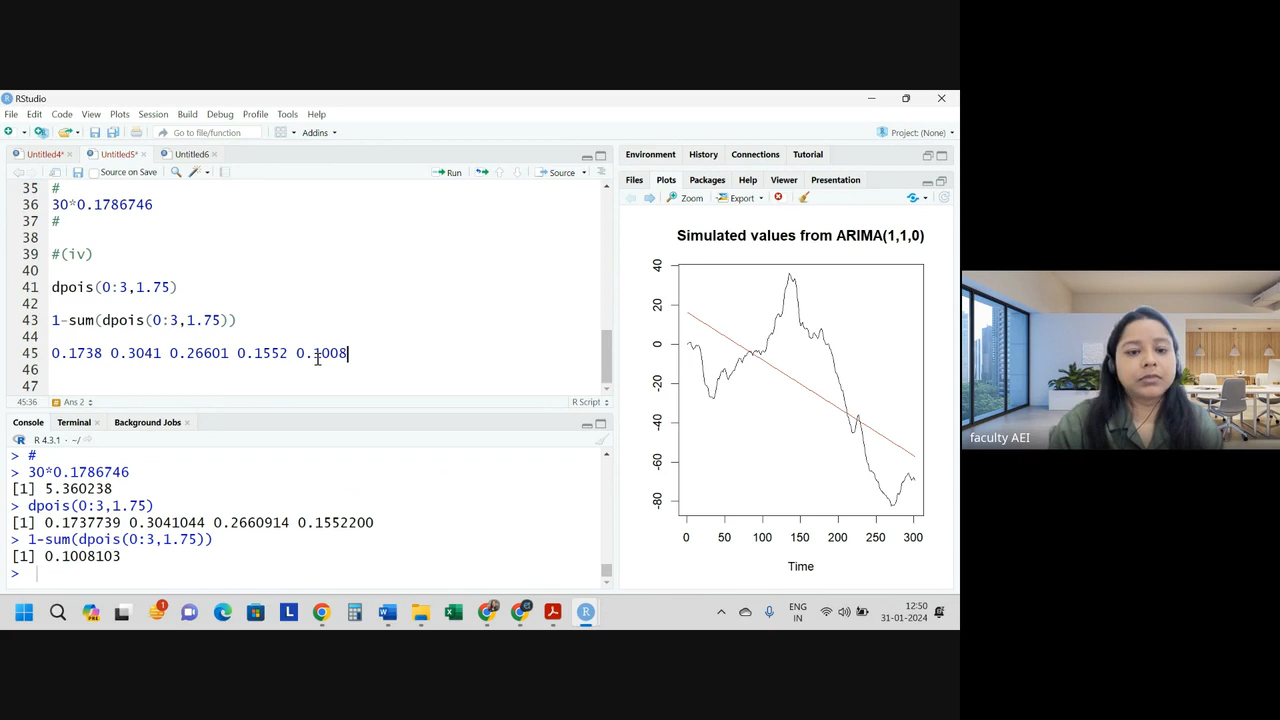 RStudio
File Edit Code View Plots Session Build Debug Profile Tools Help
Go to file/function Addins Project: (None)
Untitled4* Untitled5* Untitled6
Source on Save Run Source
35 #
36 30*0.1786746
37 #
38
39 #(iv)
40
41 dpois(0:3,1.75)
42
43 1-sum(dpois(0:3,1.75))
44
45 0.1738 0.3041 0.26601 0.1552 0.1008
46
47
45:36 # Ans 2 R Script
Console Terminal Background Jobs
R 4.3.1 · ~/
> #
> 30*0.1786746
[1] 5.360238
> dpois(0:3,1.75)
[1] 0.1737739 0.3041044 0.2660914 0.1552200
> 1-sum(dpois(0:3,1.75))
[1] 0.1008103
>
Environment History Connections Tutorial
Files Plots Packages Help Viewer Presentation
Zoom Export
Simulated values from ARIMA(1,1,0)
40
20
0
-20
-40
-60
-80
0 50 100 150 200 250 300
Time
faculty AEI
ENG
IN
12:50
31-01-2024